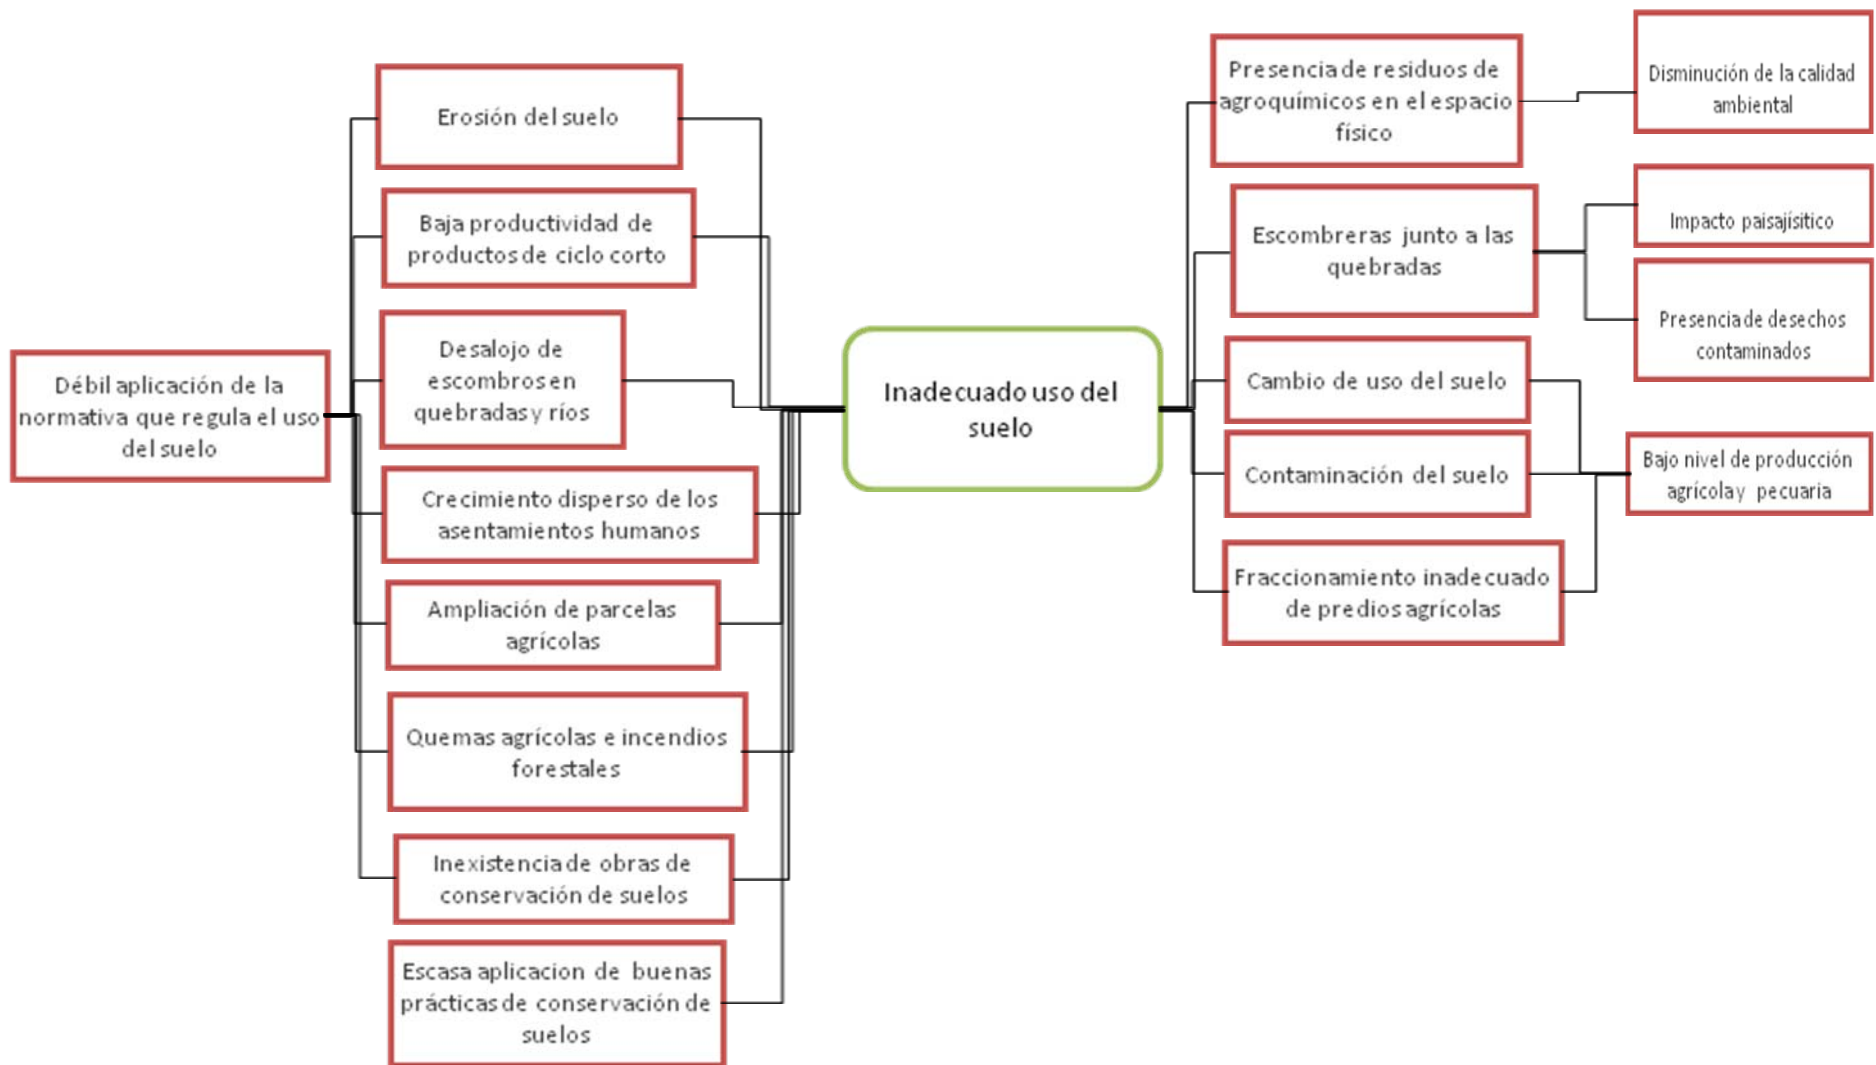 Débil aplicación de la
normativa que regula el uso
del suelo
Erosión del suelo
Baja productividad de
productos de ciclo corto
Desalojo de
escombros en
quebradas y ríos
Crecimiento disperso de los
asentamientos humanos
Ampliación de parcelas
agrícolas
Quemas agrícolas e incendios
forestales
Inexistencia de obras de
conservación de suelos
Escasa aplicacion de buenas
prácticas de conservación de
suelos
Inadecuado uso del
suelo
Presencia de residuos de
agroquímicos en el espacio
físico
Escombreras junto a las
quebradas
Cambio de uso del suelo
Contaminación del suelo
Fraccionamiento inadecuado
de predios agrícolas
Disminución de la calidad
ambiental
Impacto paisajísitico
Presencia de desechos
contaminados
Bajo nivel de producción
agrícola y pecuaria